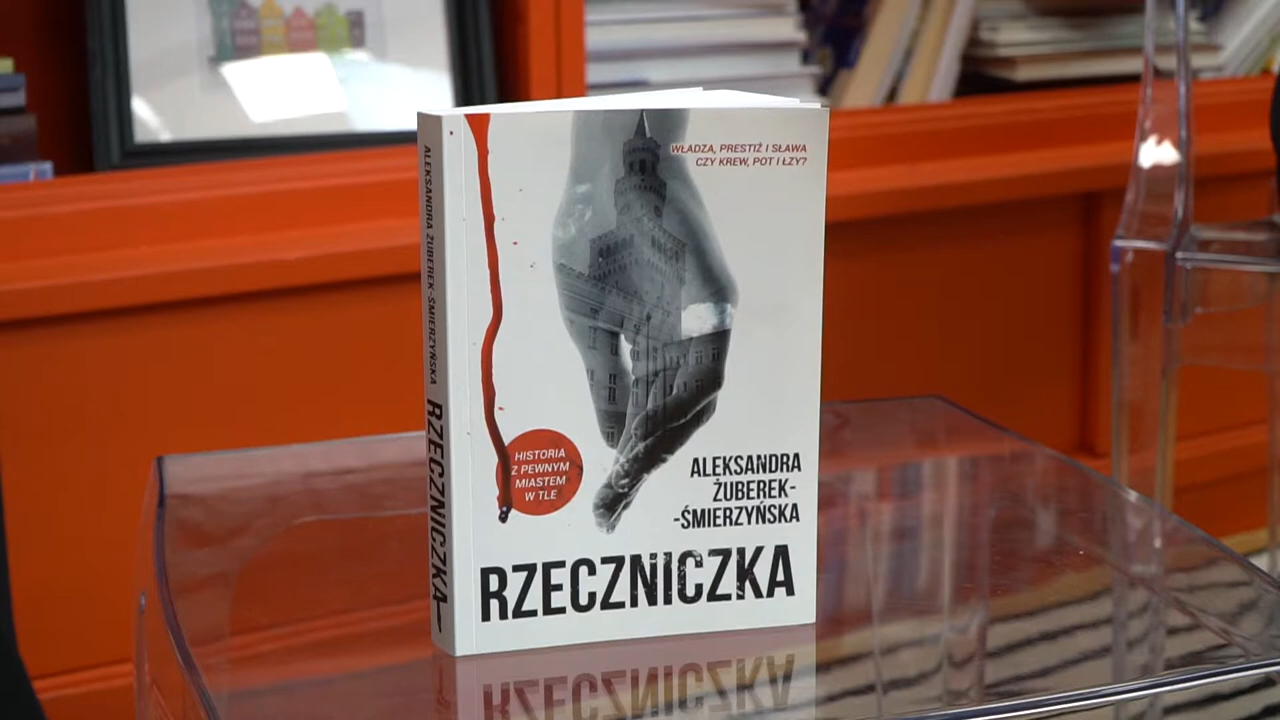 WŁADZA, PRESTIŻ I SŁAWA
CZY KREW, POT I ŁZY?
HISTORIA
Z PEWNYM
MIASTEM
W TLE
ALEKSANDRA
ŻUBEREK-
-ŚMIERZYŃSKA
RZECZNICZKA
ALEKSANDRA ŻUBEREK-ŚMIERZYŃSKA
RZECZNICZKA
RZECZNICZKA